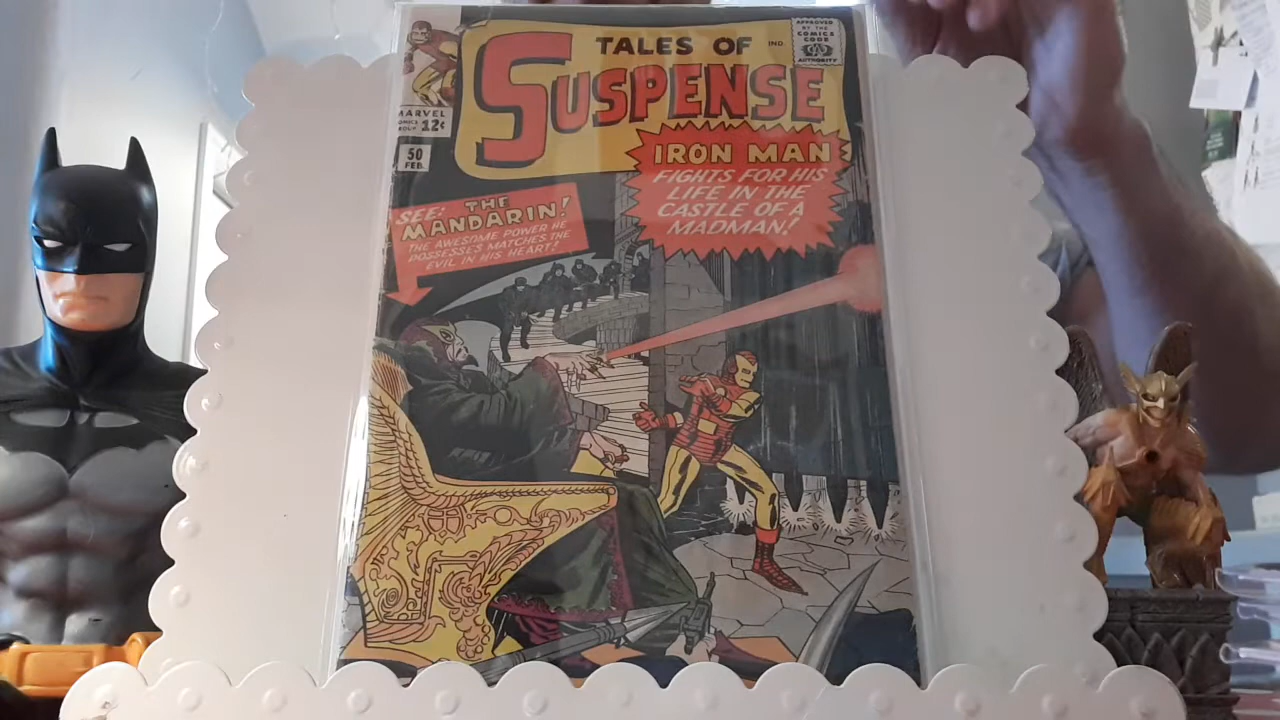 TALES OF
IND.
SUSPENSE
APPROVED
BY THE
COMICS
CODE
AUTHORITY
MARVEL
COMICS
GROUP 12¢
50
FEB.
IRON MAN
FIGHTS FOR HIS
LIFE IN THE
CASTLE OF A
MADMAN!
SEE: THE
MANDARIN!
THE AWESOME POWER HE
POSSESSES MATCHES THE
EVIL IN HIS HEART!